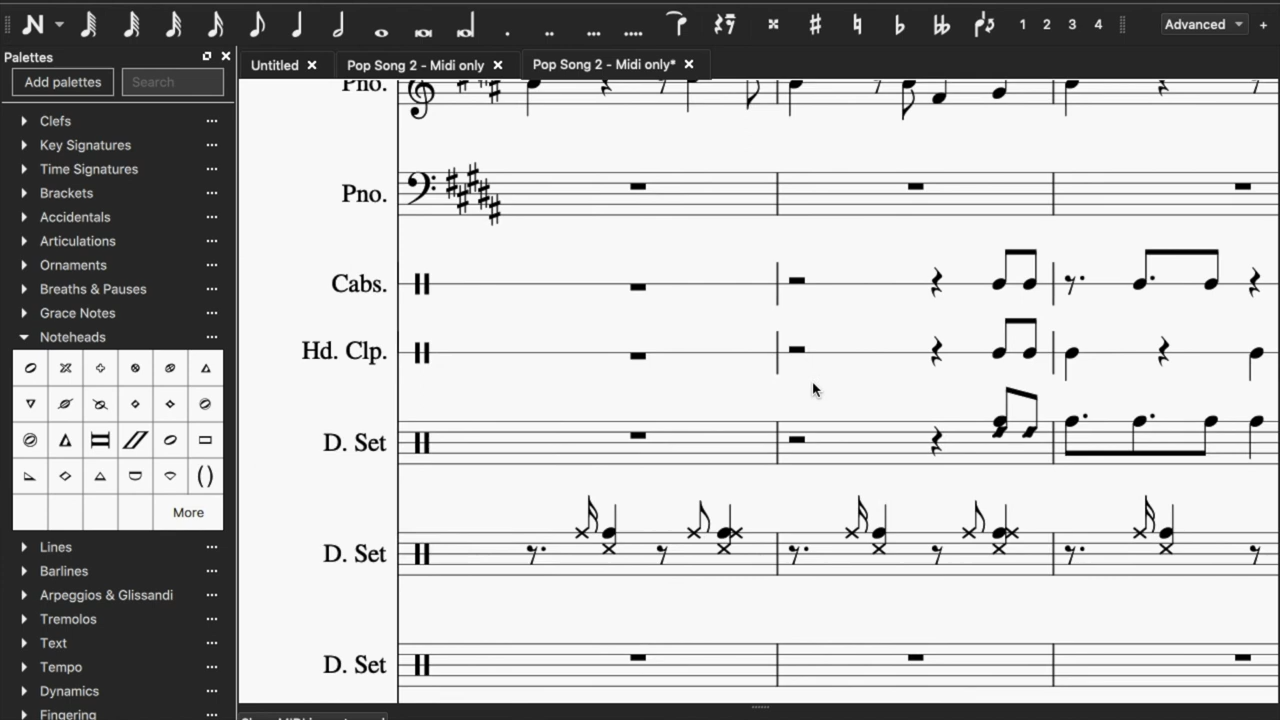 1 2 3 4 Advanced +
Palettes
Add palettes Search
Untitled Pop Song 2 - Midi only Pop Song 2 - Midi only*
Pno.
Clefs
Key Signatures
Time Signatures
Brackets
Pno.
Accidentals
Articulations
Ornaments
Breaths & Pauses
Cabs.
Grace Notes
Noteheads
Hd. Clp.
D. Set
More
Lines
D. Set
Barlines
Arpeggios & Glissandi
Tremolos
Text
Tempo
D. Set
Dynamics
Fingering